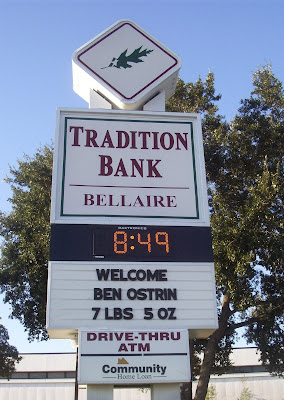 TRADITION
BANK
BELLAIRE
8:49
WELCOME
BEN OSTRIN
7 LBS 5 OZ
DRIVE-THRU
ATM
Community
Home Loan